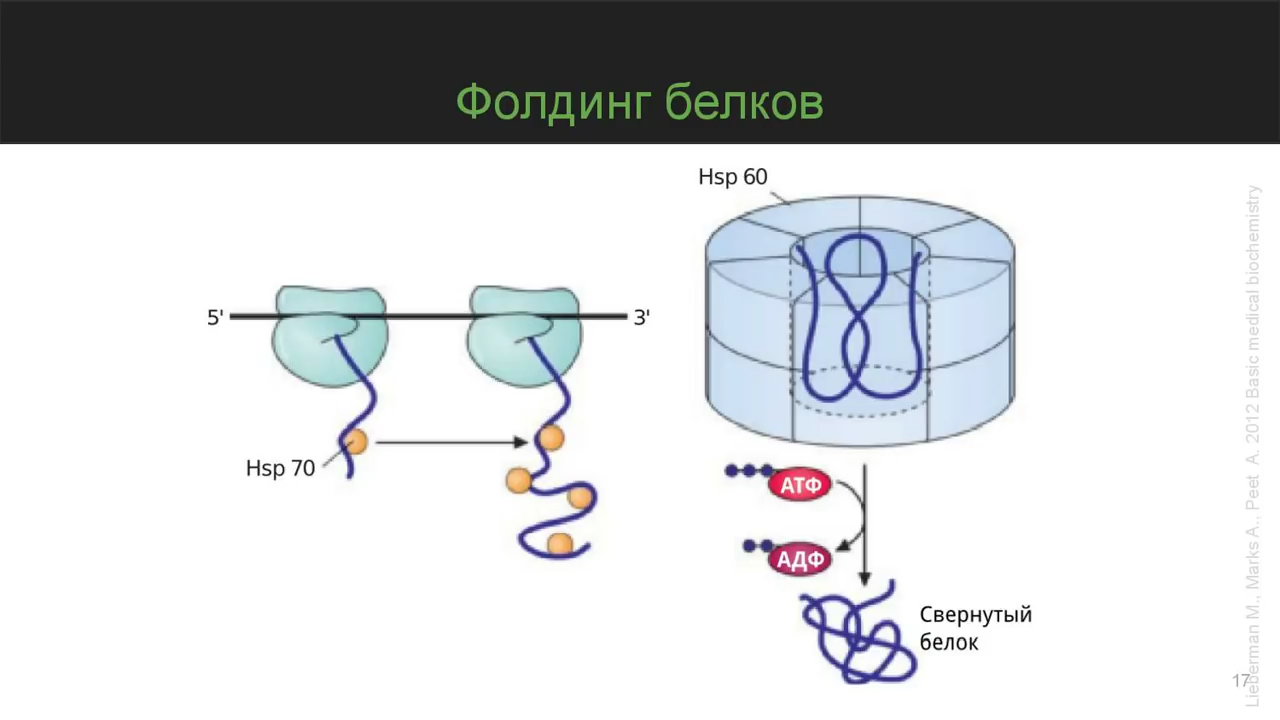 Фолдинг белков
Hsp 60
5'
3'
Hsp 70
АТФ
АДФ
Свернутый
белок
Lieberman M., Marks A., Peet A. 2012 Basic medical biochemistry
17